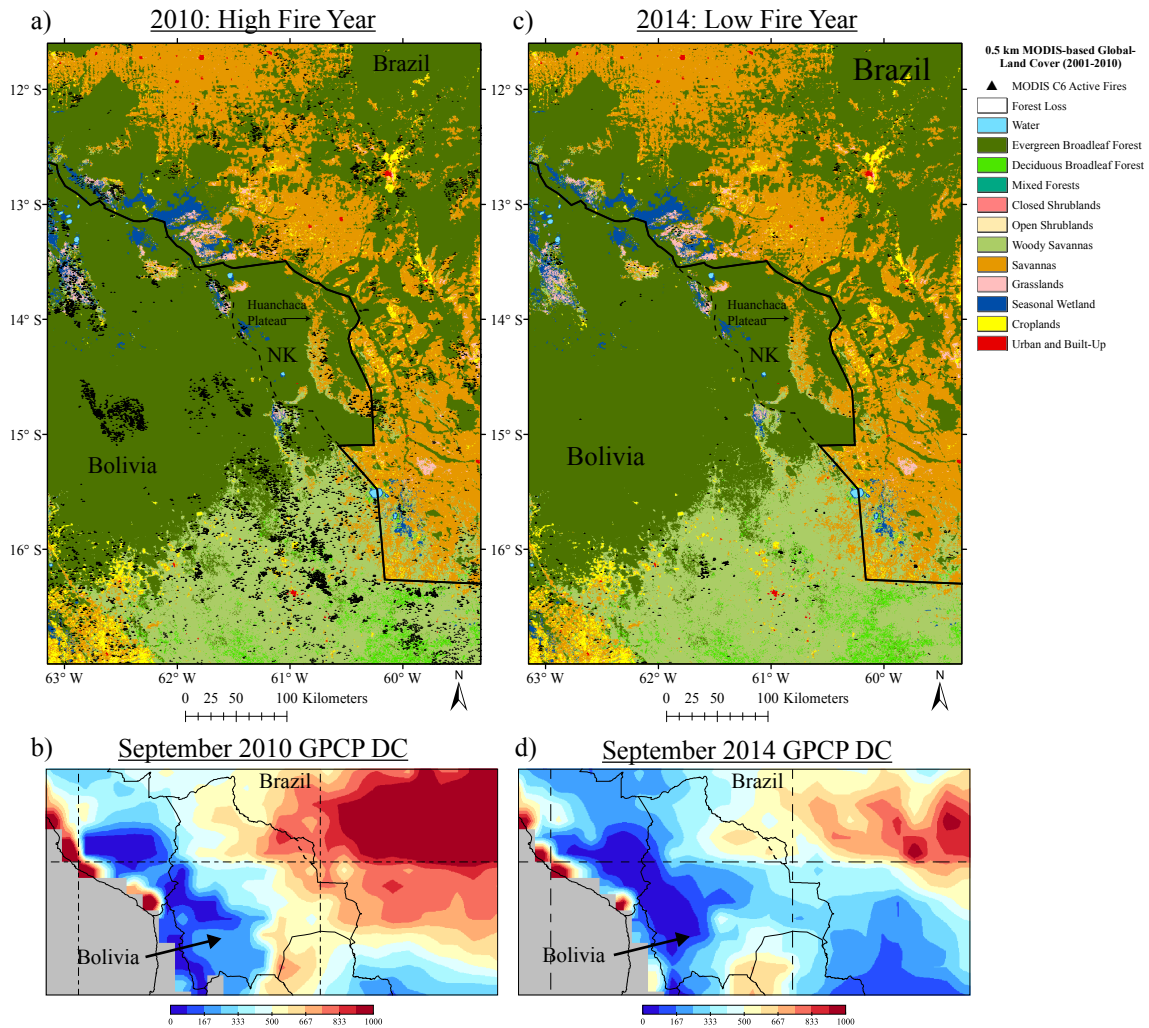 a)
2010: High Fire Year
Brazil
12° S
13° S
14° S
15° S
16° S
Huanchaca
Plateau
NK
Bolivia
63° W
62° W
61° W
60° W
0 25 50 100 Kilometers
N
c)
2014: Low Fire Year
Brazil
12° S
13° S
14° S
15° S
16° S
Huanchaca
Plateau
NK
Bolivia
63° W
62° W
61° W
60° W
0 25 50 100 Kilometers
N
0.5 km MODIS-based Global-
Land Cover (2001-2010)
MODIS C6 Active Fires
Forest Loss
Water
Evergreen Broadleaf Forest
Deciduous Broadleaf Forest
Mixed Forests
Closed Shrublands
Open Shrublands
Woody Savannas
Savannas
Grasslands
Seasonal Wetland
Croplands
Urban and Built-Up
b)
September 2010 GPCP DC
Brazil
Bolivia
0 167 333 500 667 833 1000
d)
September 2014 GPCP DC
Brazil
Bolivia
0 167 333 500 667 833 1000